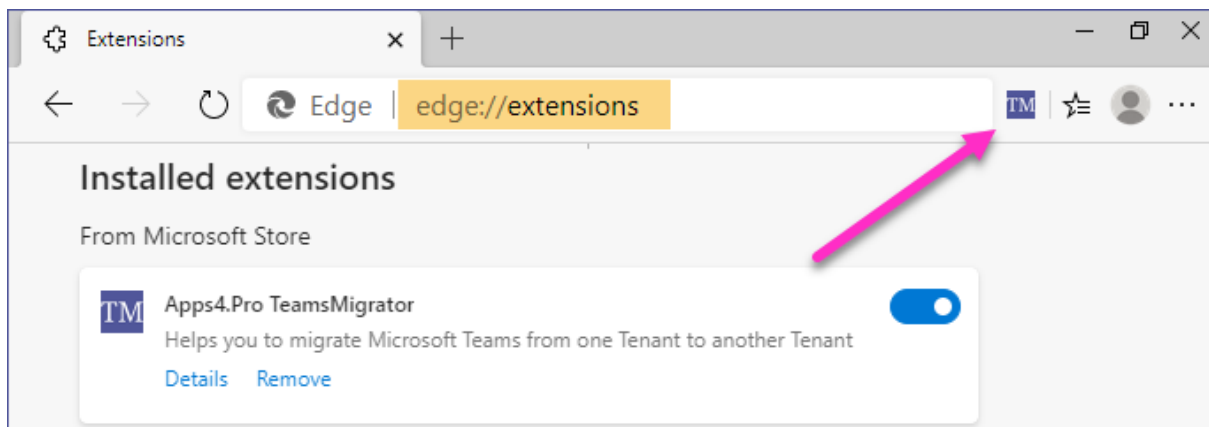 Extensions
Edge | edge://extensions
TM
Installed extensions
From Microsoft Store
TM
Apps4.Pro TeamsMigrator
Helps you to migrate Microsoft Teams from one Tenant to another Tenant
Details Remove